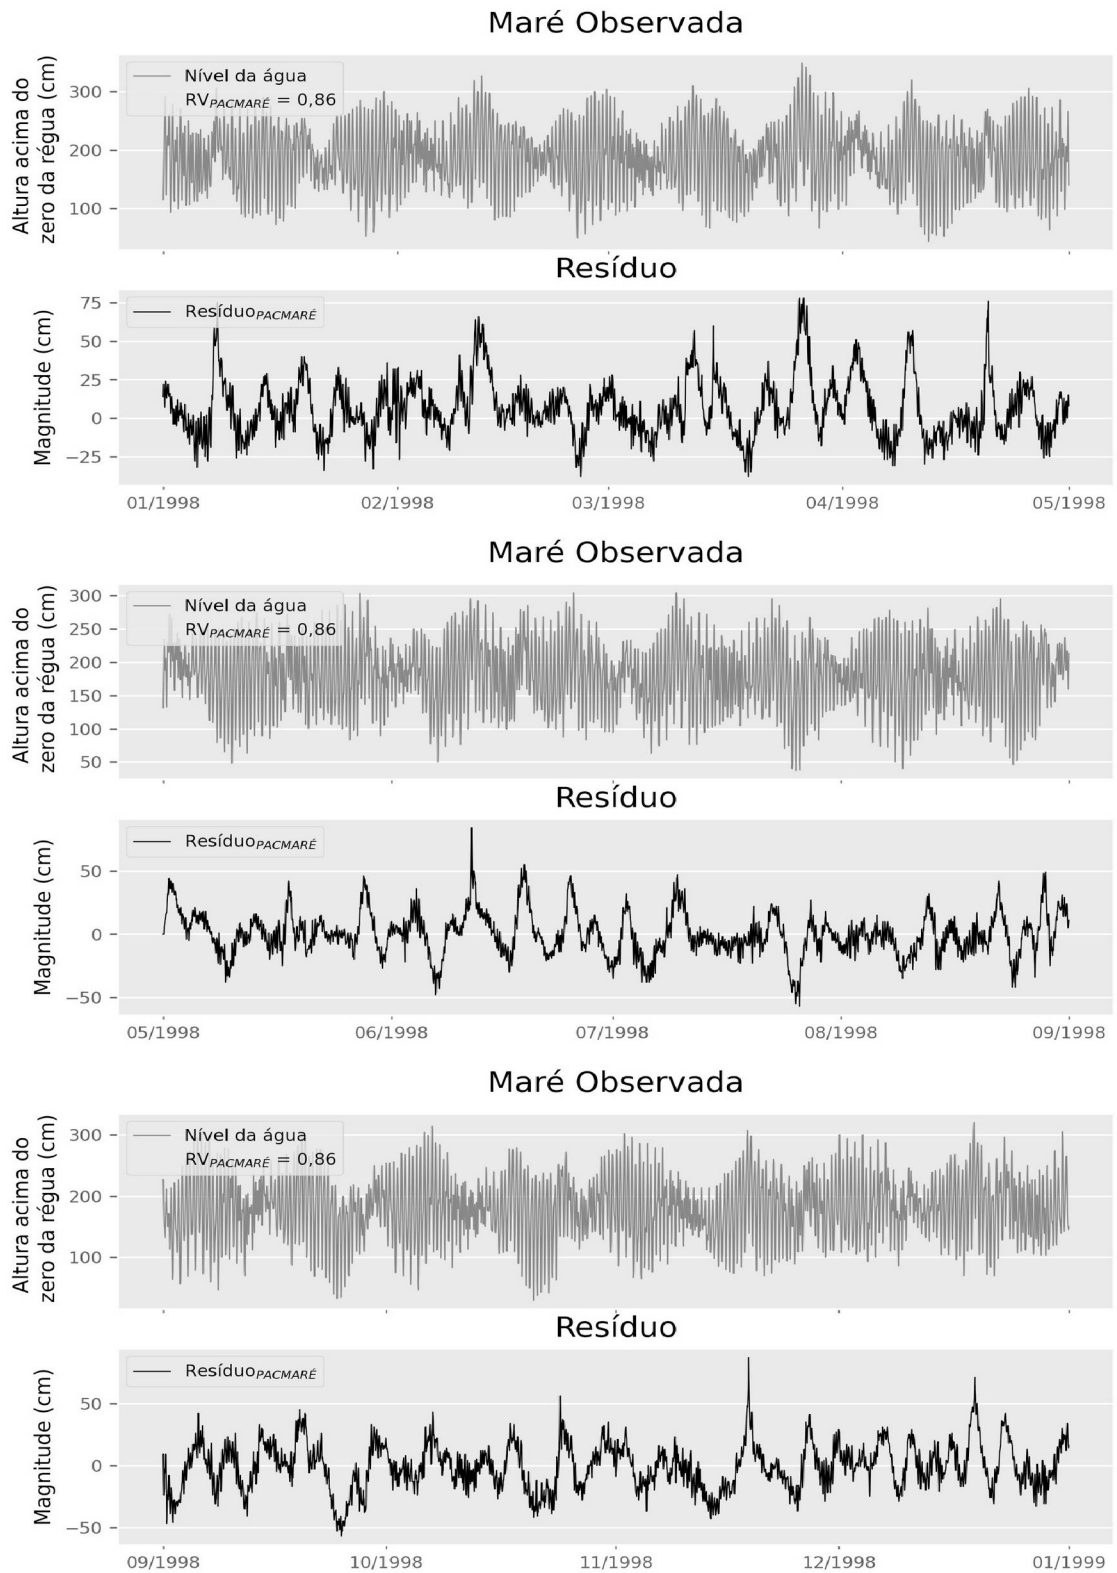 Maré Observada
Altura acima do
zero da régua (cm)
300
200
100
Nível da água
RVPACMARÉ = 0,86
Resíduo
Magnitude (cm)
75
50
25
0
−25
ResíduoPACMARÉ
01/1998 02/1998 03/1998 04/1998 05/1998
Maré Observada
Altura acima do
zero da régua (cm)
300
250
200
150
100
50
Nível da água
RVPACMARÉ = 0,86
Resíduo
Magnitude (cm)
50
0
−50
ResíduoPACMARÉ
05/1998 06/1998 07/1998 08/1998 09/1998
Maré Observada
Altura acima do
zero da régua (cm)
300
200
100
Nível da água
RVPACMARÉ = 0,86
Resíduo
Magnitude (cm)
50
0
−50
ResíduoPACMARÉ
09/1998 10/1998 11/1998 12/1998 01/1999